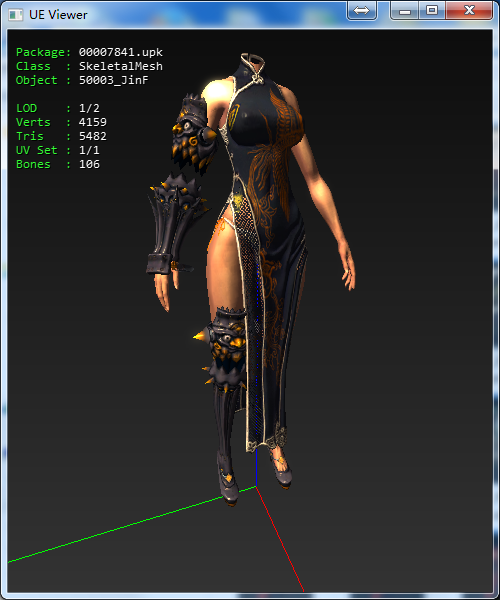 UE Viewer
Package: 00007841.upk
Class : SkeletalMesh
Object : 50003_JinF
LOD : 1/2
Verts : 4159
Tris : 5482
UV Set : 1/1
Bones : 106